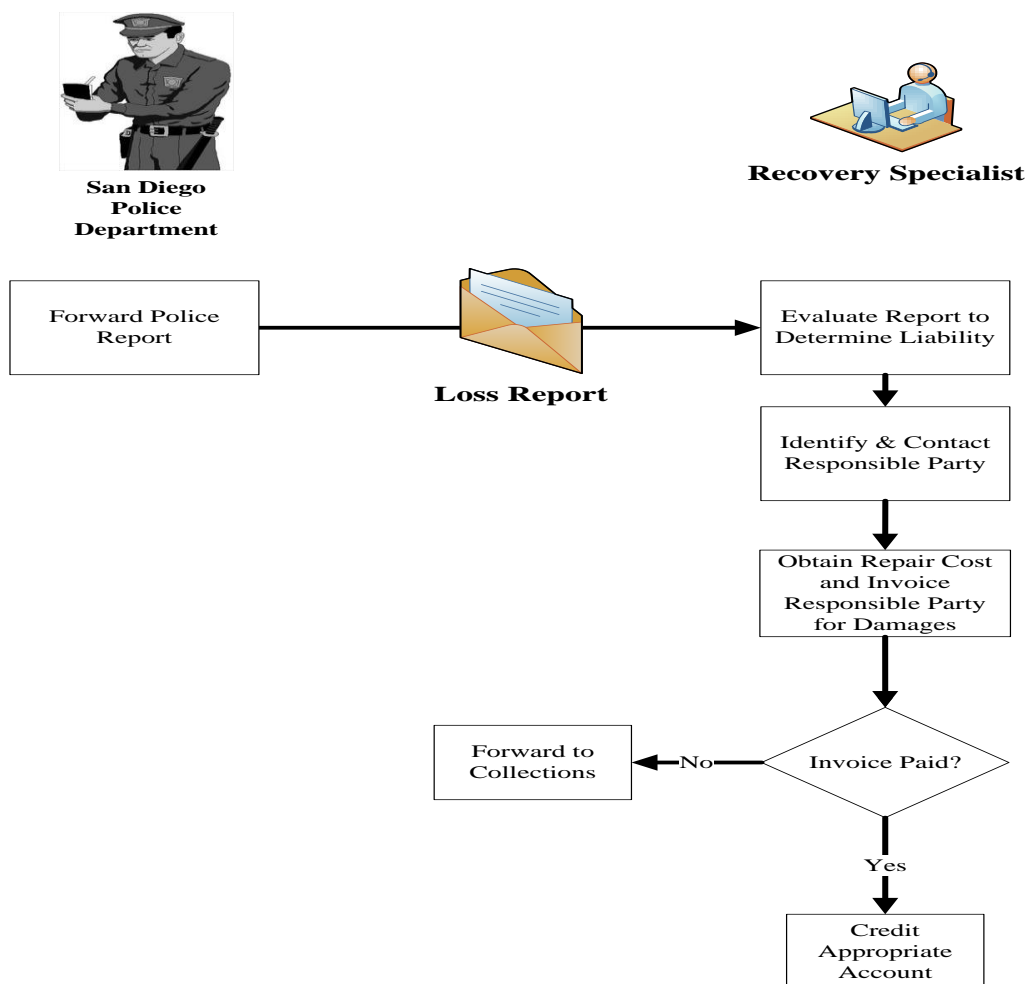 San Diego
Police
Department
Recovery Specialist
Forward Police
Report
Loss Report
Evaluate Report to
Determine Liability
Identify & Contact
Responsible Party
Obtain Repair Cost
and Invoice
Responsible Party
for Damages
Invoice Paid?
No
Forward to
Collections
Yes
Credit
Appropriate
Account